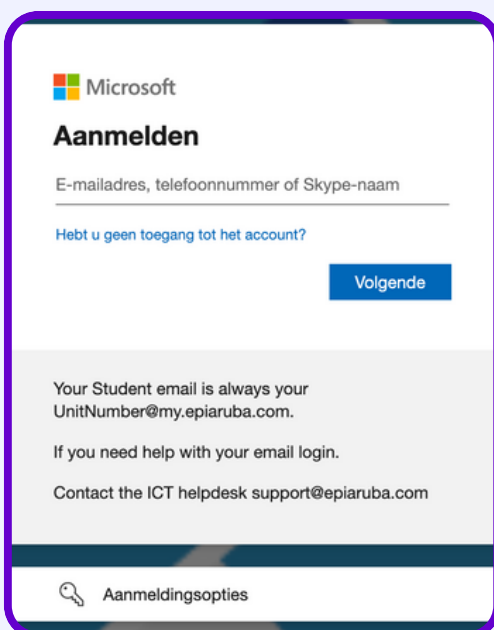 Microsoft
Aanmelden
E-mailadres, telefoonnummer of Skype-naam
Hebt u geen toegang tot het account?
Volgende
Your Student email is always your
UnitNumber@my.epiaruba.com.
If you need help with your email login.
Contact the ICT helpdesk support@epiaruba.com
Aanmeldingsopties